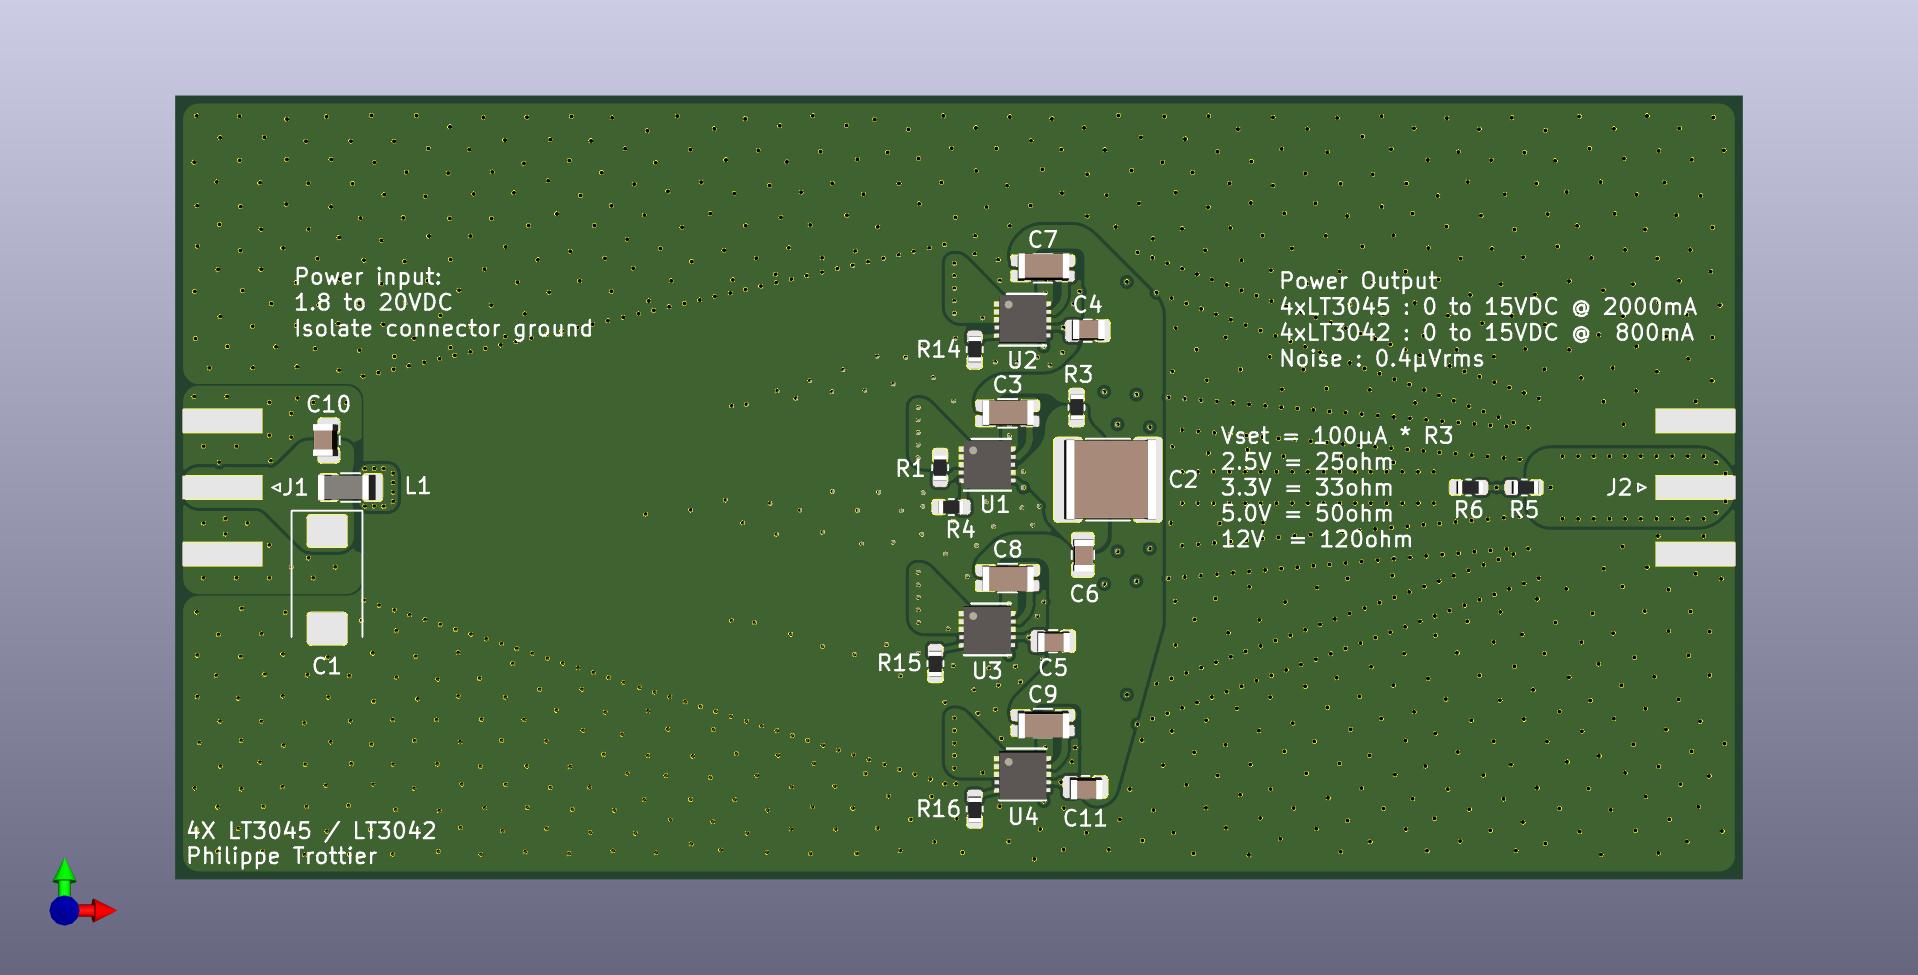 Power input:
1.8 to 20VDC
Isolate connector ground
Power Output
4xLT3045 : 0 to 15VDC @ 2000mA
4xLT3042 : 0 to 15VDC @  800mA
Noise : 0.4µVrms
C7
C4
R14
U2
C3
R3
C10
Vset = 100µA * R3
2.5V = 25ohm
3.3V = 33ohm
5.0V = 50ohm
12V  = 120ohm
R1
C2
J1
L1
U1
R4
J2
R6
R5
C8
C6
C1
R15
U3
C5
C9
R16
U4
C11
4X LT3045 / LT3042
Philippe Trottier